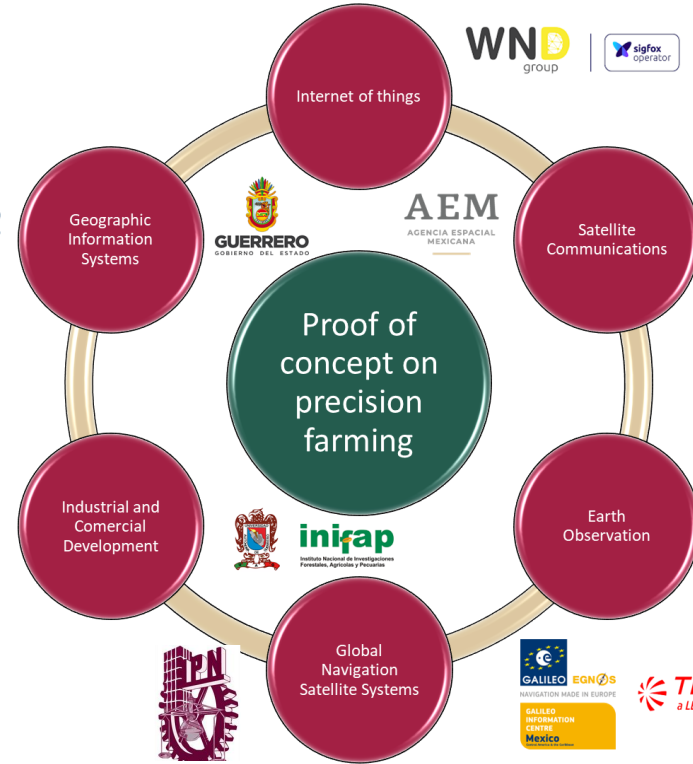 WND
group
sigfox
operator
Internet of things
Geographic
Information
Systems
GUERRERO
GOBIERNO DEL ESTADO
AEM
AGENCIA ESPACIAL
MEXICANA
Satellite
Communications
Proof of
concept on
precision
farming
Industrial and
Comercial
Development
inifap
Instituto Nacional de Investigaciones
Forestales, Agrícolas y Pecuarias
Earth
Observation
Global
Navigation
Satellite Systems
IPN
GALILEO
EGNOS
NAVIGATION MADE IN EUROPE
GALILEO
INFORMATION
CENTRE
Mexico